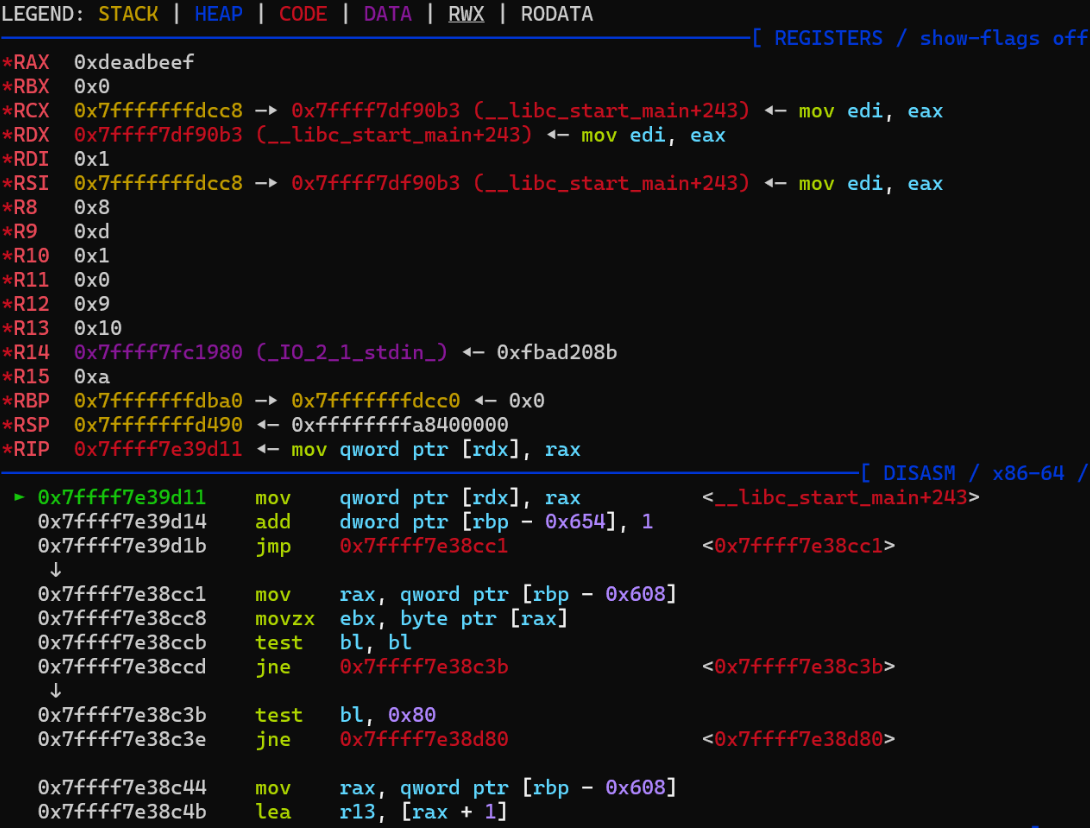 LEGEND: STACK | HEAP | CODE | DATA | RWX | RODATA
[ REGISTERS / show-flags off
*RAX  0xdeadbeef
*RBX  0x0
*RCX  0x7fffffffdcc8 —▸ 0x7ffff7df90b3 (__libc_start_main+243) ◂— mov edi, eax
*RDX  0x7ffff7df90b3 (__libc_start_main+243) ◂— mov edi, eax
*RDI  0x1
*RSI  0x7fffffffdcc8 —▸ 0x7ffff7df90b3 (__libc_start_main+243) ◂— mov edi, eax
*R8   0x8
*R9   0xd
*R10  0x1
*R11  0x0
*R12  0x9
*R13  0x10
*R14  0x7ffff7fc1980 (_IO_2_1_stdin_) ◂— 0xfbad208b
*R15  0xa
*RBP  0x7fffffffdba0 —▸ 0x7fffffffdcc0 ◂— 0x0
*RSP  0x7fffffffd490 ◂— 0xffffffffa8400000
*RIP  0x7ffff7e39d11 ◂— mov qword ptr [rdx], rax
[ DISASM / x86-64 /
► 0x7ffff7e39d11    mov    qword ptr [rdx], rax          <__libc_start_main+243>
0x7ffff7e39d14    add    dword ptr [rbp - 0x654], 1
0x7ffff7e39d1b    jmp    0x7ffff7e38cc1                <0x7ffff7e38cc1>
↓
0x7ffff7e38cc1    mov    rax, qword ptr [rbp - 0x608]
0x7ffff7e38cc8    movzx  ebx, byte ptr [rax]
0x7ffff7e38ccb    test   bl, bl
0x7ffff7e38ccd    jne    0x7ffff7e38c3b                <0x7ffff7e38c3b>
↓
0x7ffff7e38c3b    test   bl, 0x80
0x7ffff7e38c3e    jne    0x7ffff7e38d80                <0x7ffff7e38d80>
0x7ffff7e38c44    mov    rax, qword ptr [rbp - 0x608]
0x7ffff7e38c4b    lea    r13, [rax + 1]